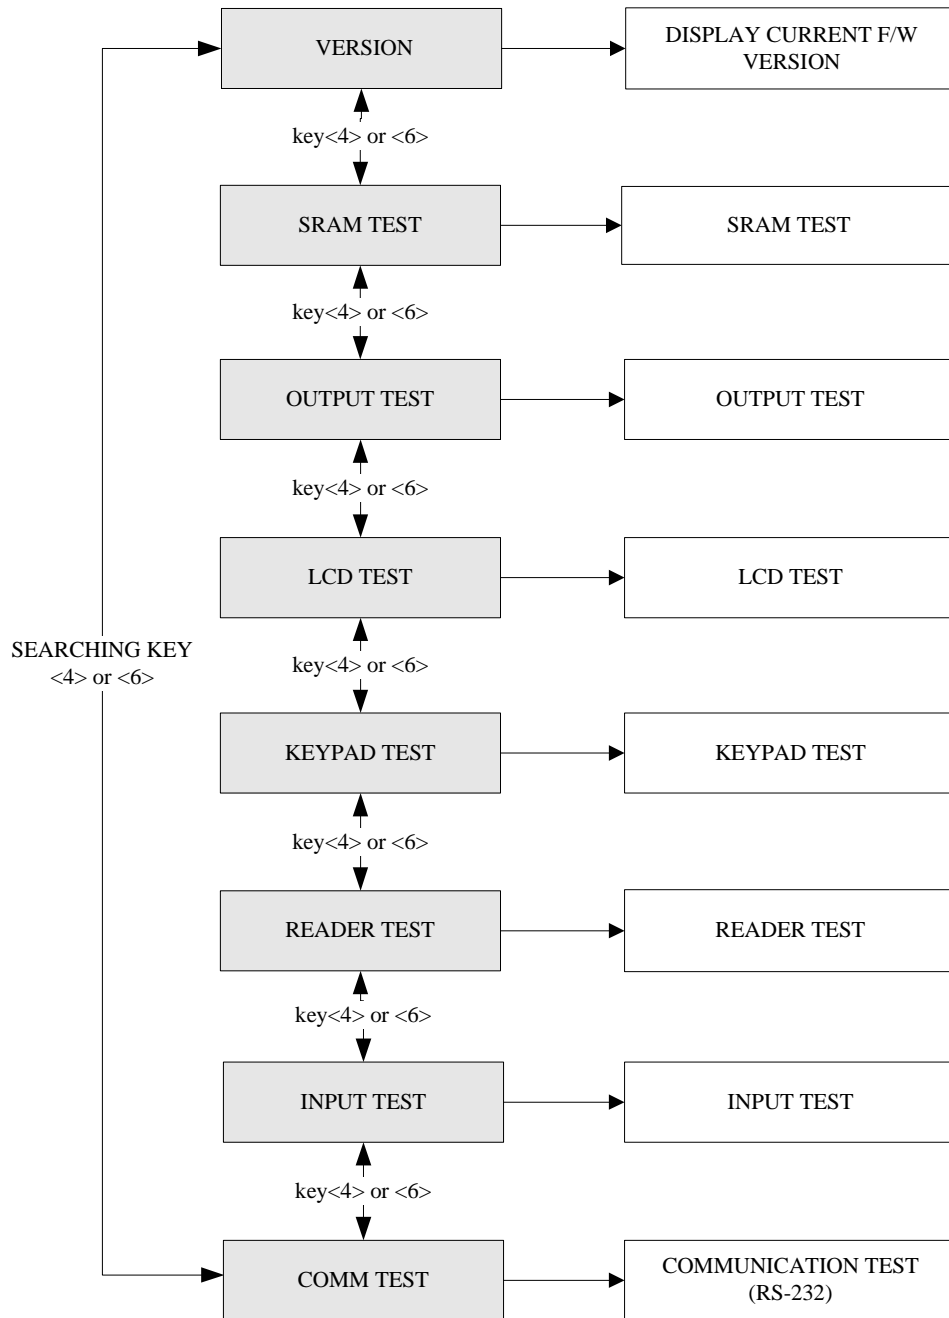 VERSION
DISPLAY CURRENT F/W
VERSION
key<4> or <6>
SRAM TEST
SRAM TEST
key<4> or <6>
OUTPUT TEST
OUTPUT TEST
key<4> or <6>
LCD TEST
LCD TEST
SEARCHING KEY
<4> or <6>
key<4> or <6>
KEYPAD TEST
KEYPAD TEST
key<4> or <6>
READER TEST
READER TEST
key<4> or <6>
INPUT TEST
INPUT TEST
key<4> or <6>
COMM TEST
COMMUNICATION TEST
(RS-232)